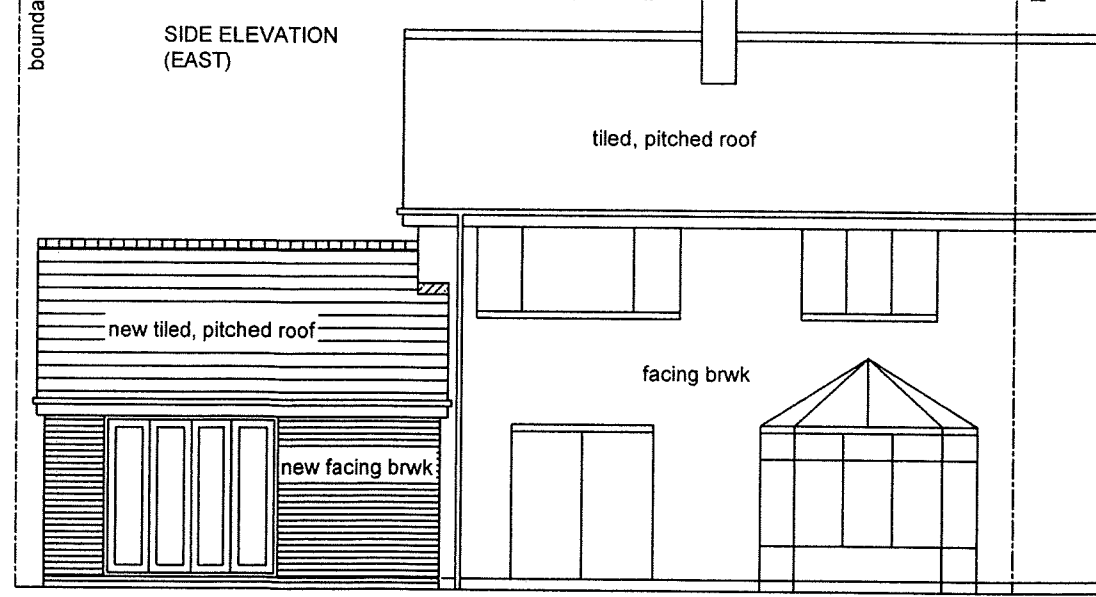 SIDE ELEVATION
(EAST)
tiled, pitched roof
new tiled, pitched roof
facing brwk
new facing brwk